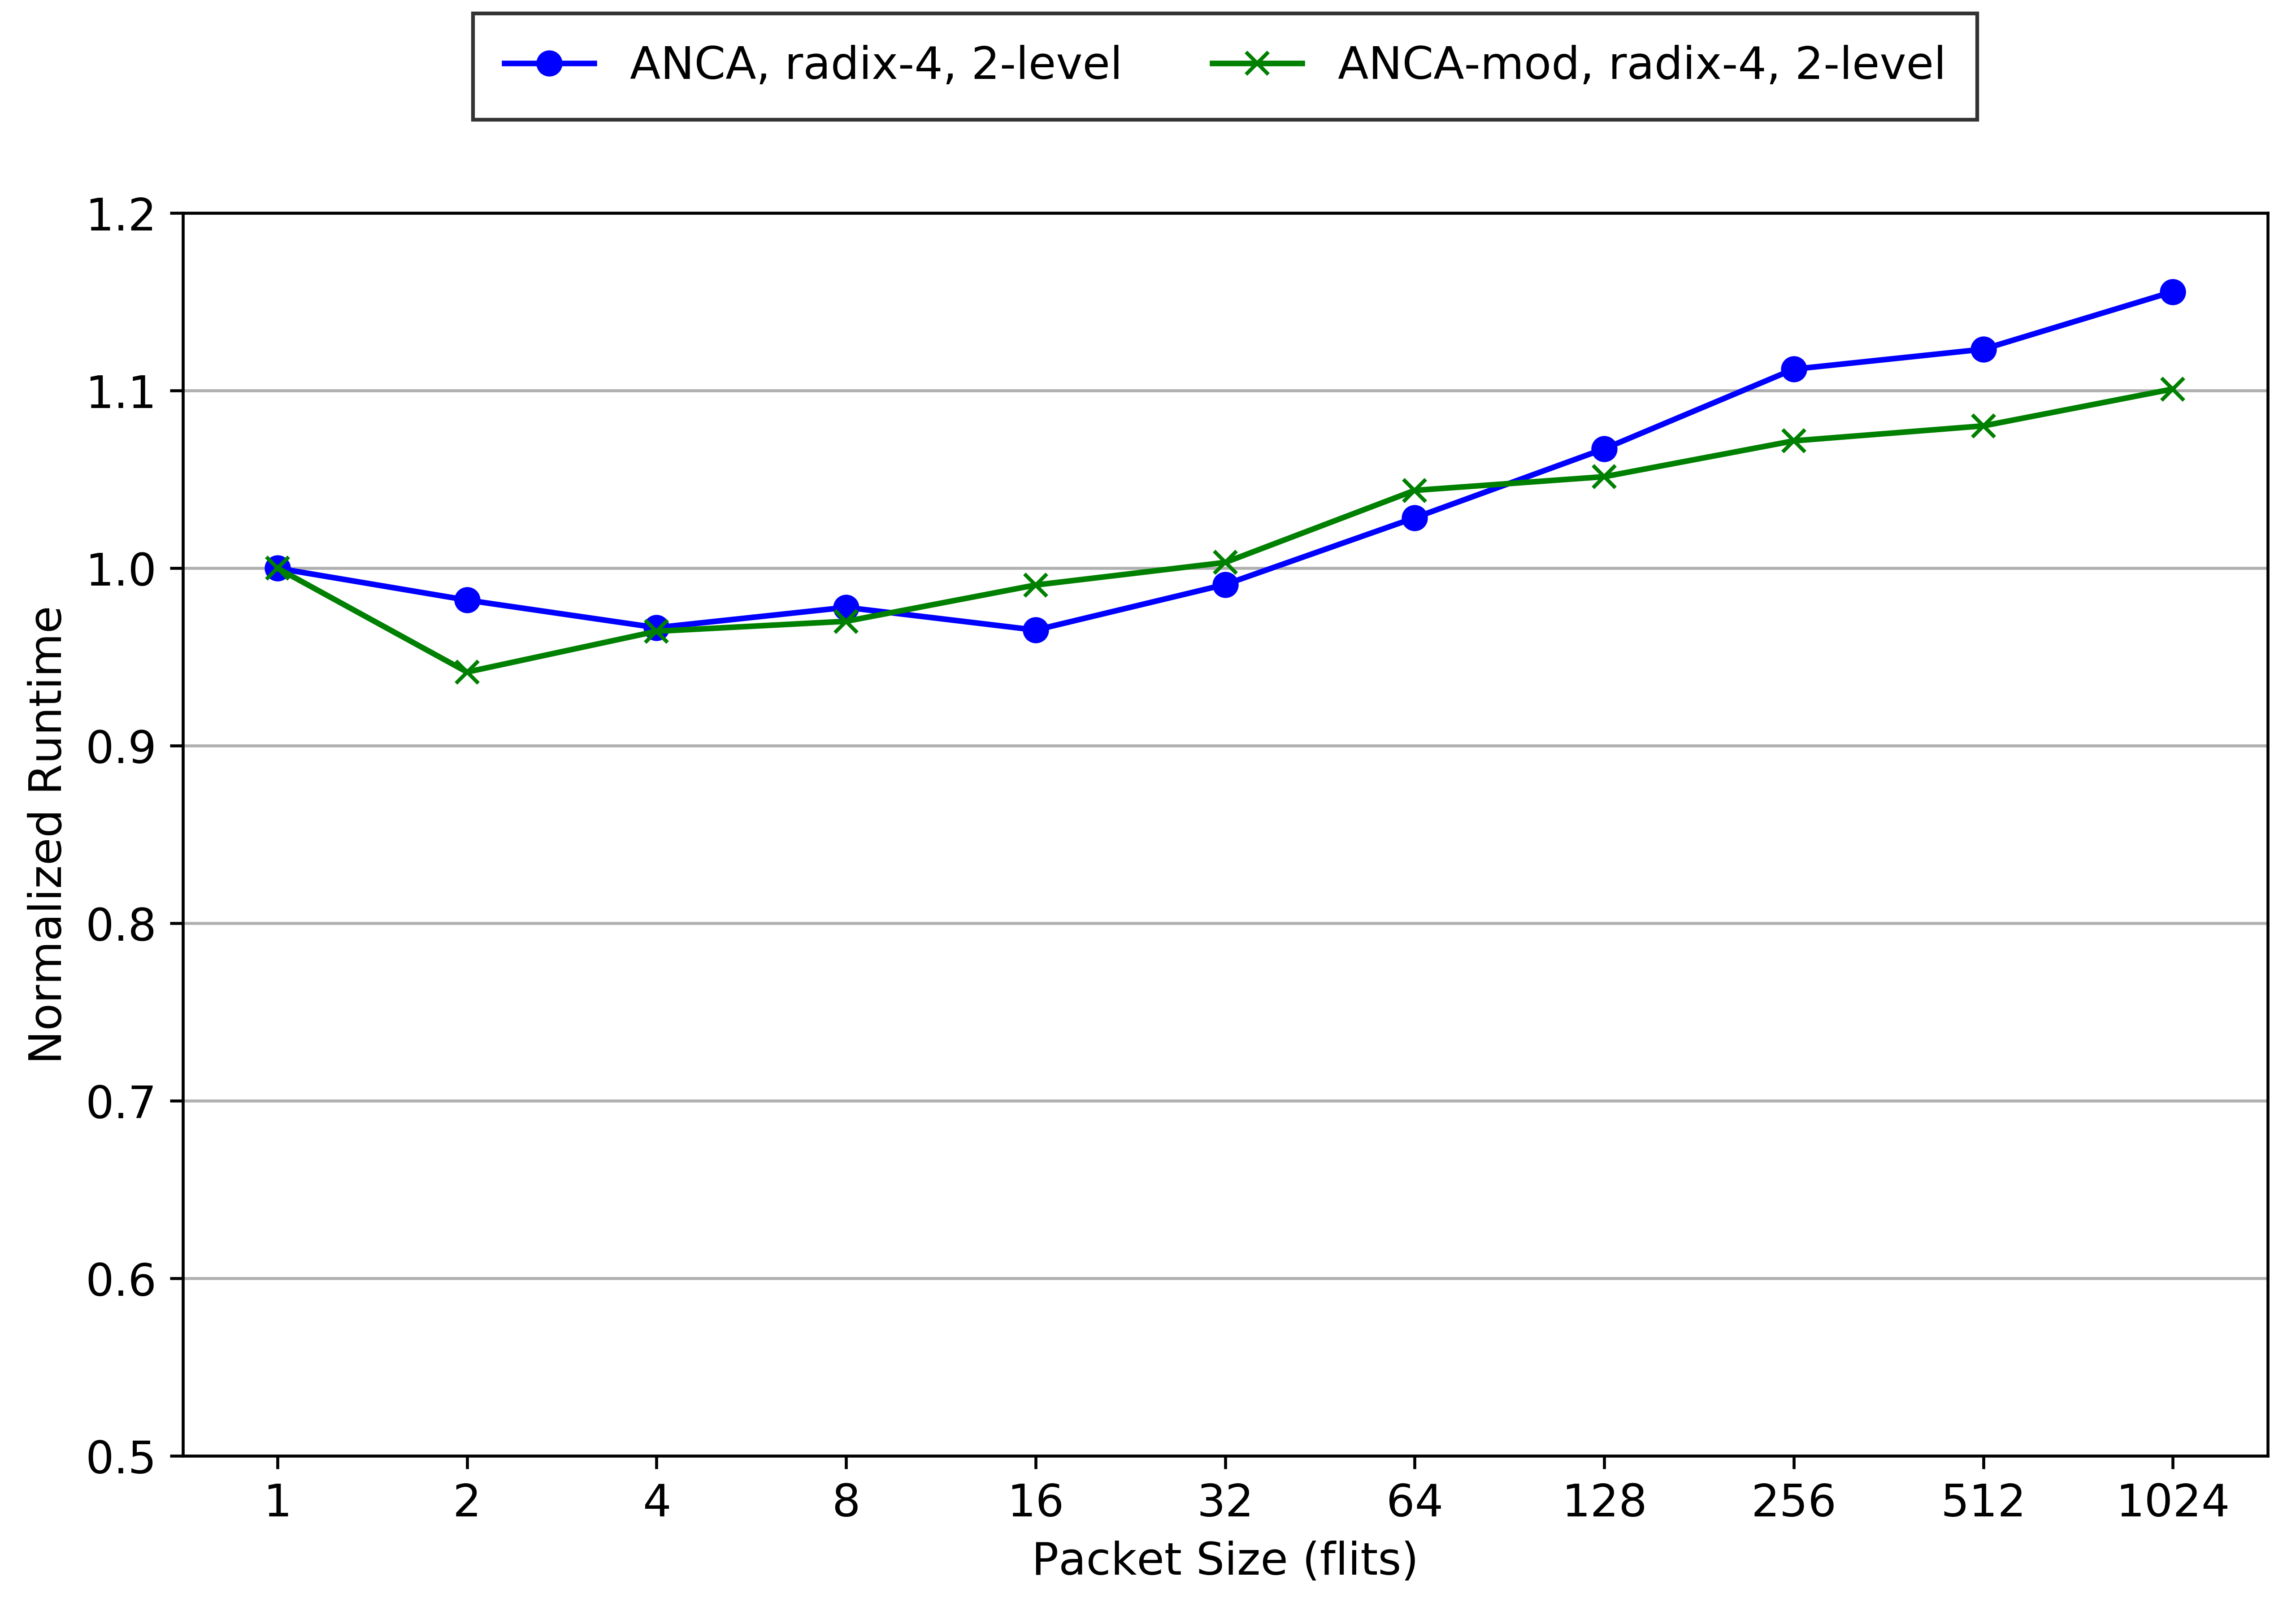 ANCA, radix-4, 2-level
ANCA-mod, radix-4, 2-level
1.2
1.1
1.0
0.9
0.8
0.7
0.6
0.5
Normalized Runtime
1 2 4 8 16 32 64 128 256 512 1024
Packet Size (flits)